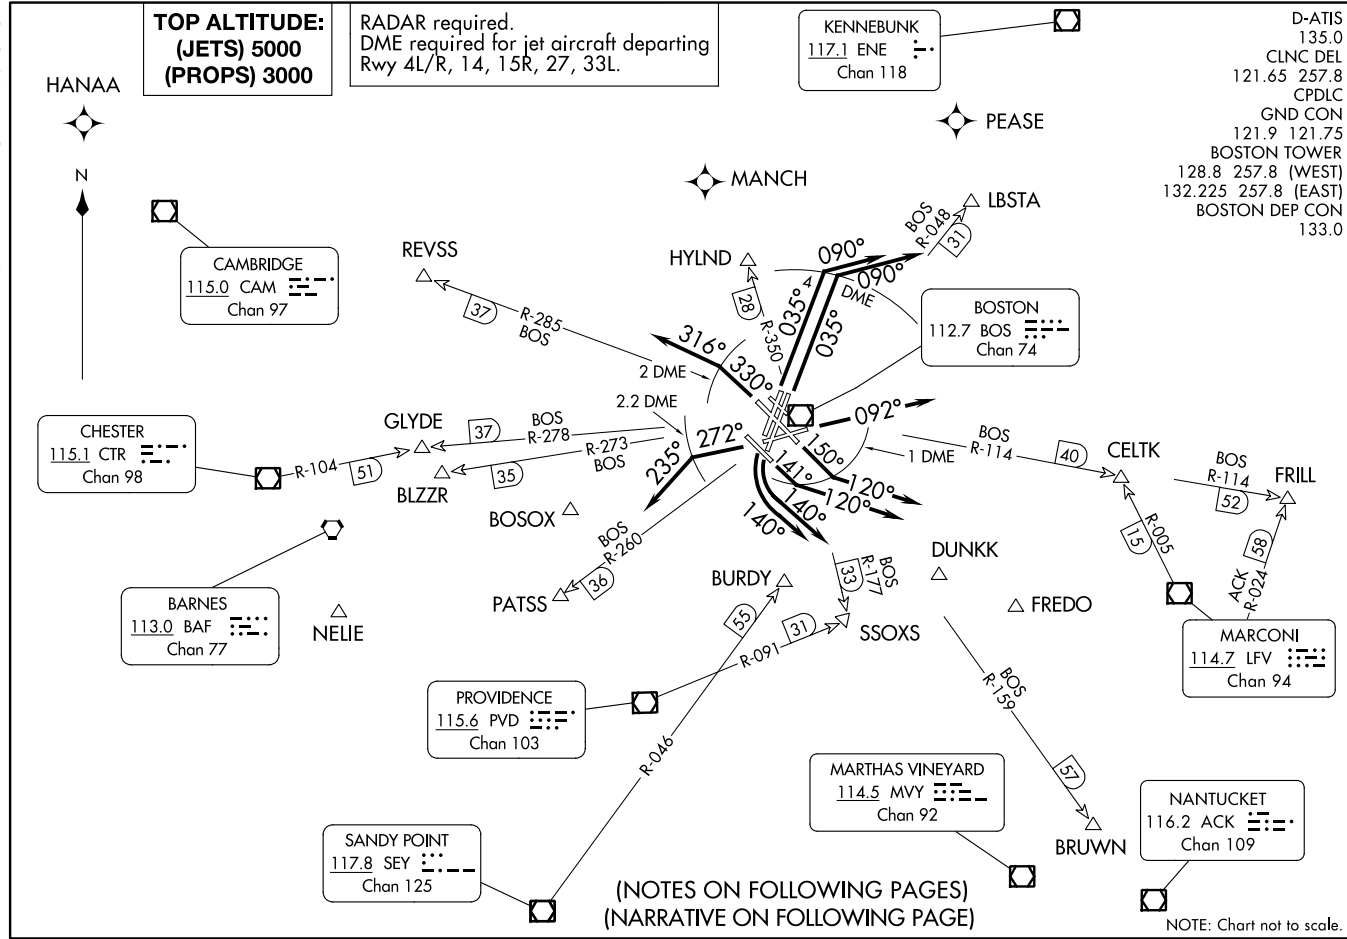 TOP ALTITUDE:
(JETS) 5000
(PROPS) 3000
RADAR required.
DME required for jet aircraft departing
Rwy 4L/R, 14, 15R, 27, 33L.
KENNEBUNK
117.1 ENE
Chan 118
D-ATIS
135.0
CLNC DEL
121.65 257.8
CPDLC
GND CON
121.9 121.75
BOSTON TOWER
128.8 257.8 (WEST)
132.225 257.8 (EAST)
BOSTON DEP CON
133.0
HANAA
N
PEASE
MANCH
LBSTA
BOS
R-048
31
CAMBRIDGE
115.0 CAM
Chan 97
REVSS
37
R-285
BOS
HYLND
28
R-350
090°
090°
4
DME
035°
035°
BOSTON
112.7 BOS
Chan 74
316°
330°
2 DME
2.2 DME
CHESTER
115.1 CTR
Chan 98
R-104
51
GLYDE
37
BOS
R-278
BLZZR
35
R-273
BOS
272°
235°
092°
1 DME
150°
141°
120°
120°
140°
140°
BOS
R-114
40
CELTK
BOS
R-114
52
FRILL
R-005
15
ACK
R-024
58
BOSOX
BOS
R-260
36
PATSS
BARNES
113.0 BAF
Chan 77
NELIE
BURDY
55
R-046
33
BOS
R-177
SSOXS
31
R-091
DUNKK
FREDO
MARCONI
114.7 LFV
Chan 94
PROVIDENCE
115.6 PVD
Chan 103
BOS
R-159
57
BRUWN
MARTHAS VINEYARD
114.5 MVY
Chan 92
NANTUCKET
116.2 ACK
Chan 109
SANDY POINT
117.8 SEY
Chan 125
(NOTES ON FOLLOWING PAGES)
(NARRATIVE ON FOLLOWING PAGE)
NOTE: Chart not to scale.